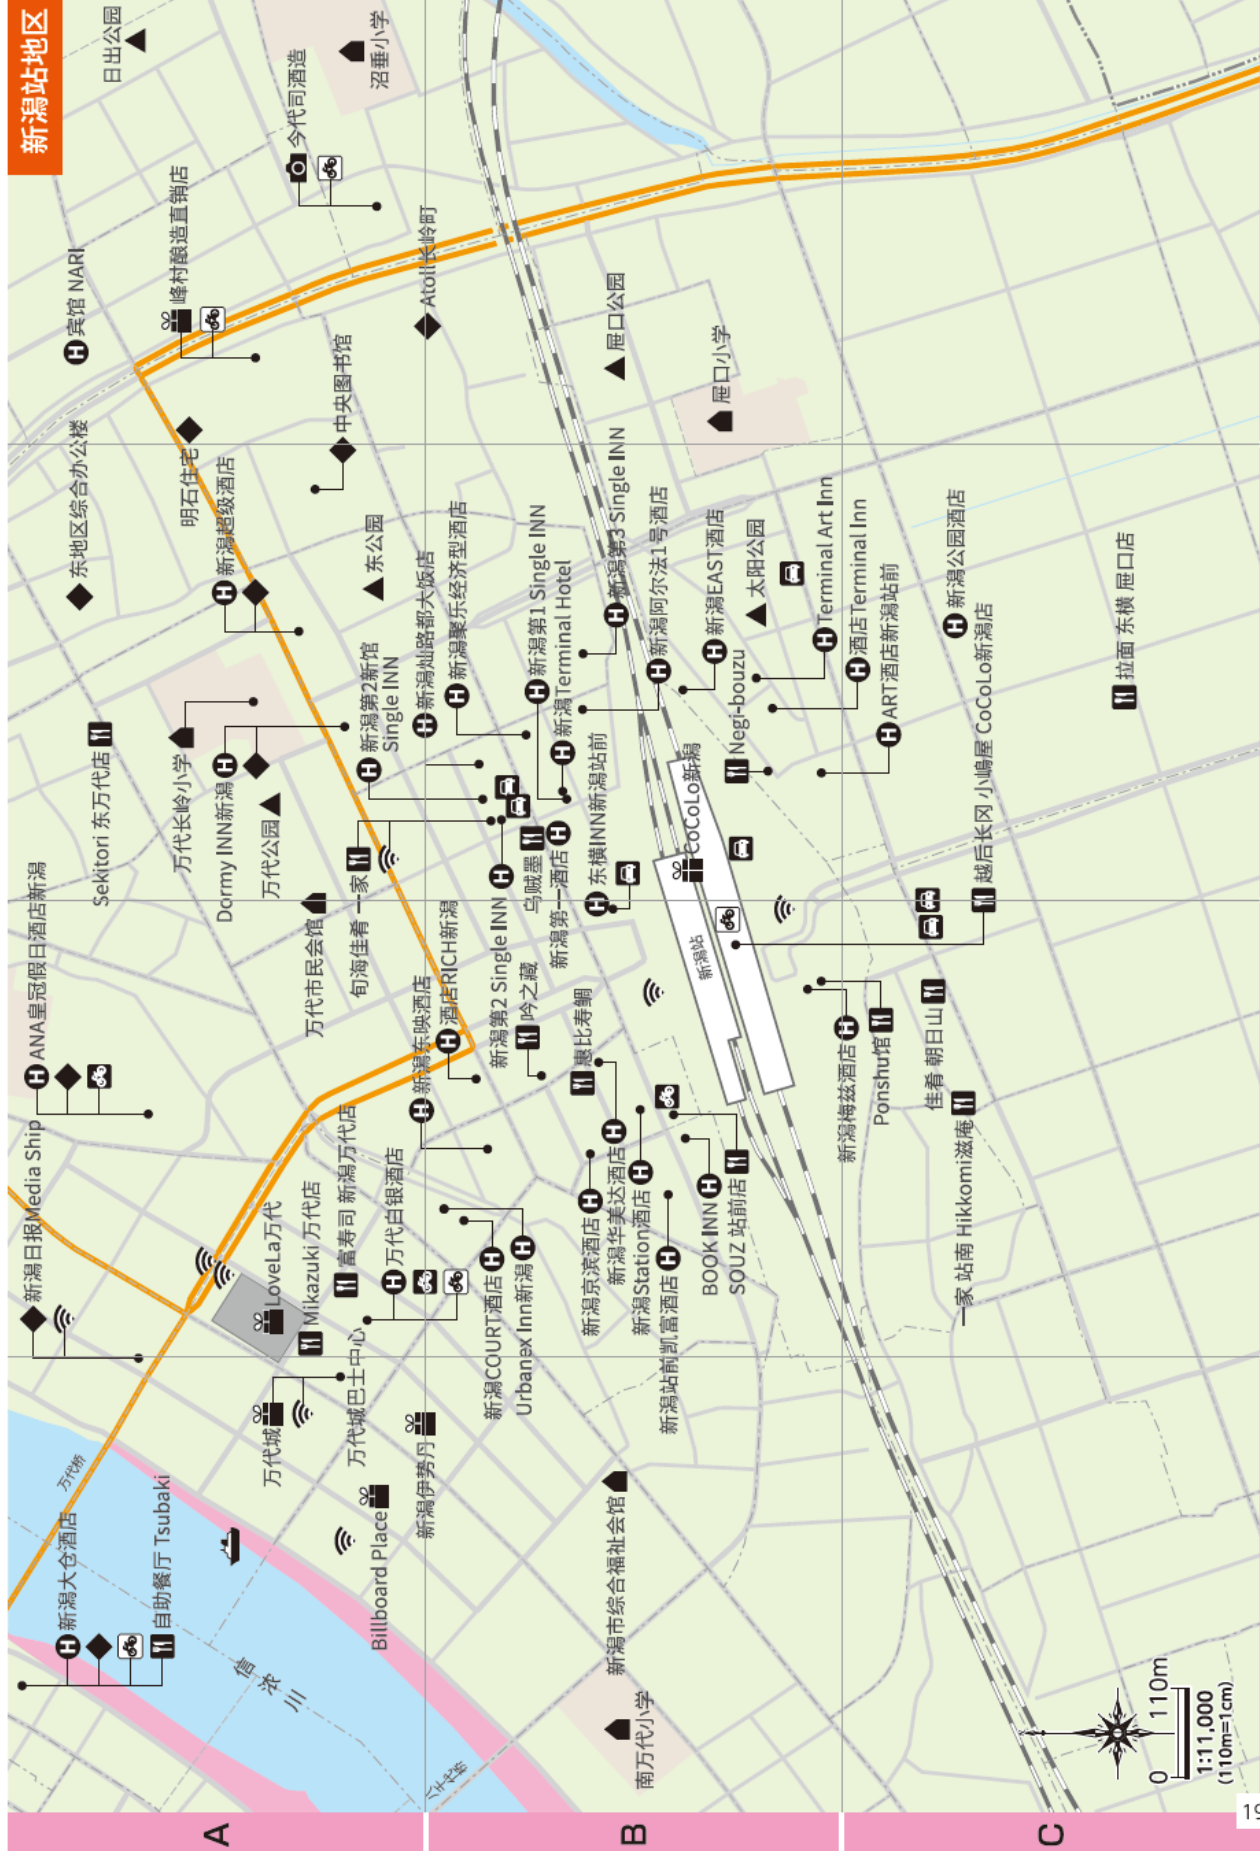 新潟站地区
日出公园
沼垂小学
今代司酒造
峰村酿造直销店
宾馆 NARI
Atoll长岭町
中央图书馆
屉口公园
屉口小学
东地区综合办公楼
明石住宅
新潟超级酒店
东公园
新潟灿路都大饭店
新潟聚乐经济型酒店
新潟第1 Single INN
新潟Terminal Hotel
新潟第3 Single INN
新潟阿尔法1号酒店
新潟EAST酒店
太阳公园
Terminal Art Inn
酒店Terminal Inn
ART酒店新潟站前
新潟公园酒店
拉面 东横 屉口店
越后长冈 小嶋屋 CoCoLo新潟店
Negi-bouzu
CoCoLo新潟
东横INN新潟站前
新潟第2新馆
Single INN
Sekitori 东万代店
万代长岭小学
Dormy INN新潟
万代公园
万代市民会馆
旬海佳肴 一家
乌贼墨
新潟第一酒店
新潟第2 Single INN
吟之藏
惠比寿鲷
新潟站
ANA皇冠假日酒店新潟
新潟日报Media Ship
酒店RICH新潟
新潟东映酒店
LoveLa万代
Mikazuki 万代店
富寿司 新潟万代店
万代白银酒店
新潟COURT酒店
Urbanex Inn新潟
新潟京滨酒店
新潟华美达酒店
新潟Station酒店
新潟站前凯富酒店
BOOK INN
SOUZ 站前店
新潟梅兹酒店
Ponshu馆
佳肴 朝日山
一家 站南 Hikkomi滋庵
万代城
万代城巴士中心
新潟伊势丹
Billboard Place
万代桥
新潟大仓酒店
自助餐厅 Tsubaki
信浓川
八千代桥
新潟市综合福祉会馆
南万代小学
0 110m
1:11,000
(110m=1cm)
A
B
C
19